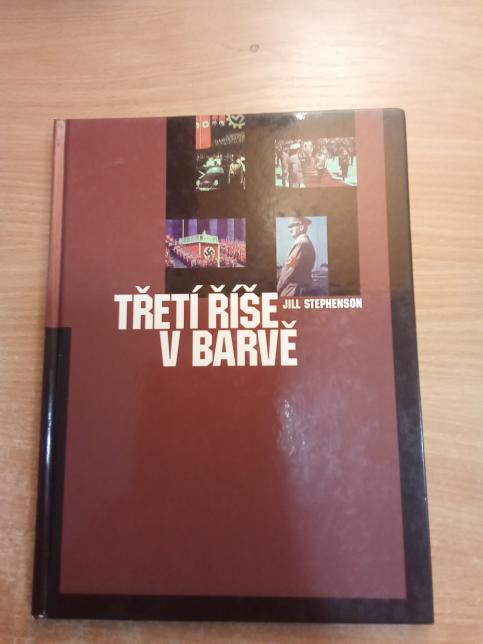 TŘETÍ ŘÍŠE
JILL STEPHENSON
V BARVĚ